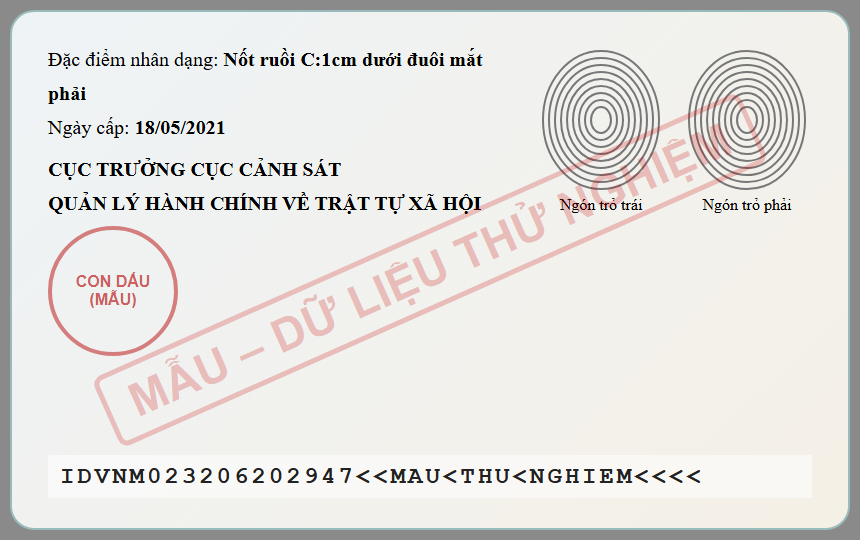 Đặc điểm nhân dạng: Nốt ruồi C:1cm dưới đuôi mắt
phải
Ngày cấp: 18/05/2021
CỤC TRƯỞNG CỤC CẢNH SÁT
QUẢN LÝ HÀNH CHÍNH VỀ TRẬT TỰ XÃ HỘI
Ngón trỏ trái
Ngón trỏ phải
CON DẤU
(MẪU)
MẪU – DỮ LIỆU THỬ NGHIỆM
IDVNM023206202947<<MAU<THU<NGHIEM<<<<